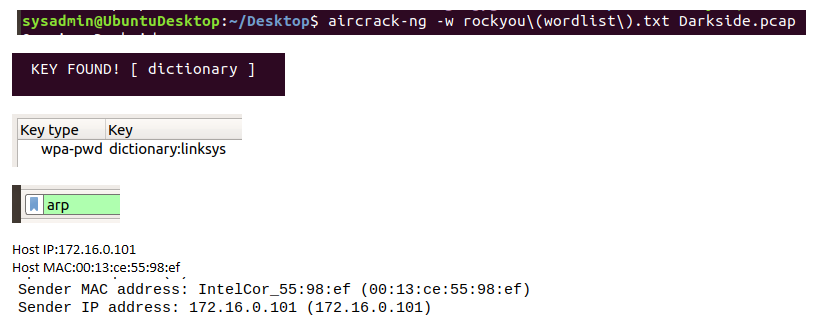 sysadmin@UbuntuDesktop:~/Desktop$ aircrack-ng -w rockyou\(wordlist\).txt Darkside.pcap
KEY FOUND! [ dictionary ]
Key type Key
wpa-pwd dictionary:linksys
arp
Host IP:172.16.0.101
Host MAC:00:13:ce:55:98:ef
Sender MAC address: IntelCor_55:98:ef (00:13:ce:55:98:ef)
Sender IP address: 172.16.0.101 (172.16.0.101)